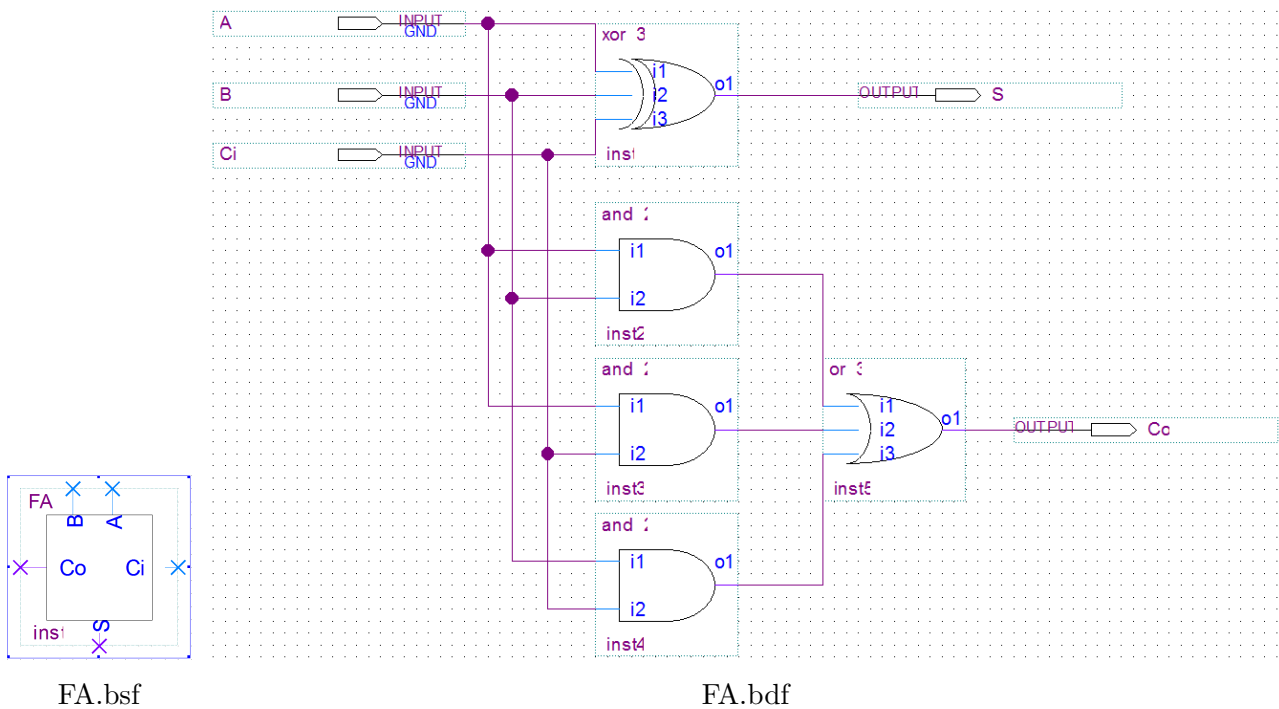 A INPUT
GND
xor 3
i1
i2
i3
o1
inst
B INPUT
GND
OUTPUT S
Ci INPUT
GND
and 2
i1
i2
o1
inst2
and 2
i1
i2
o1
inst3
or 3
i1
i2
i3
o1
inst5
OUTPUT Co
and 2
i1
i2
o1
inst4
FA
B A
Co Ci
S
inst
FA.bsf
FA.bdf